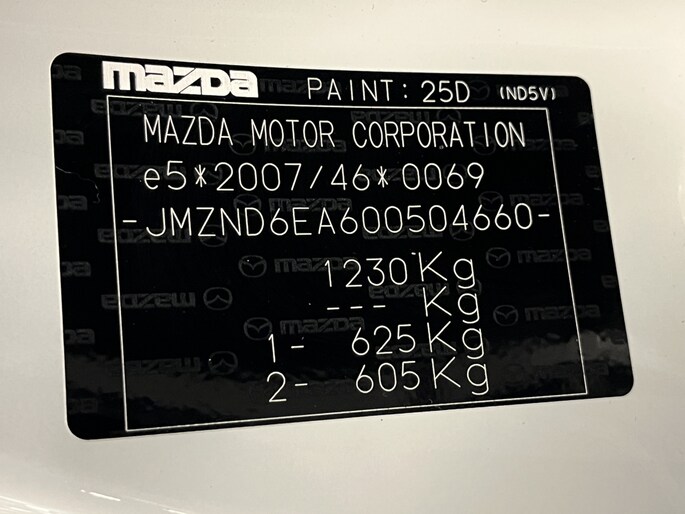 mazda PAINT: 25D (ND5V)
MAZDA MOTOR CORPORATION
e5*2007/46*0069
-JMZND6EA600504660-
1230 Kg
--- Kg
1- 625 Kg
2- 605 Kg